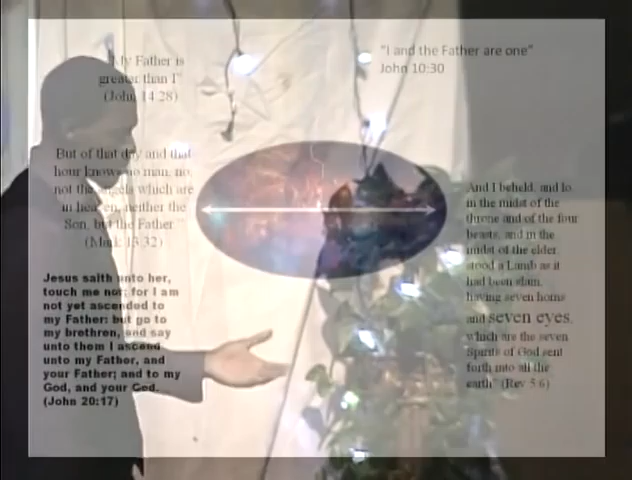 "My Father is
greater than I"
(John 14:28)
"I and the Father are one"
John 10:30
But of that day and that
hour knoweth no man, no,
not the angels which are
in heaven, neither the
Son, but the Father"
(Mark 13:32)
Jesus saith unto her,
touch me not; for I am
not yet ascended to
my Father: but go to
my brethren, and say
unto them I ascend
unto my Father, and
your Father; and to my
God, and your God.
(John 20:17)
And I beheld, and lo
in the midst of the
throne and of the four
beasts, and in the
midst of the elder
stood a Lamb as it
had been slain,
having seven horns
and seven eyes,
which are the seven
Spirits of God sent
forth into all the
earth" (Rev 5:6)